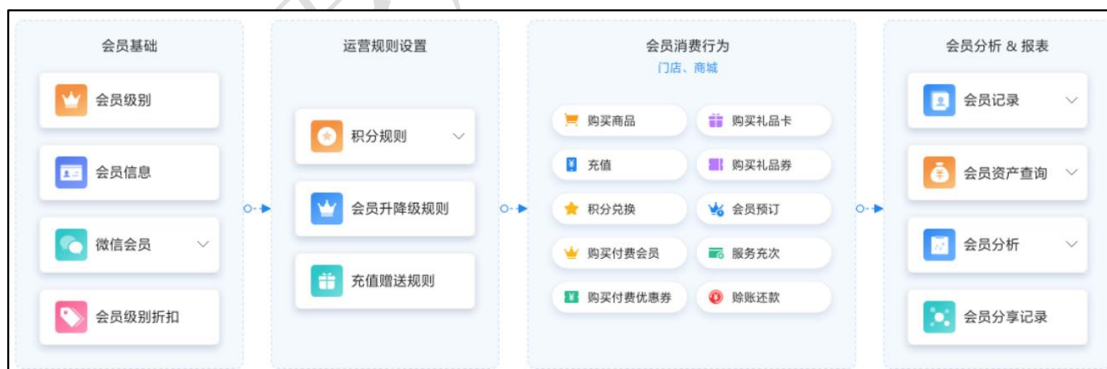 会员基础
会员级别
会员信息
微信会员
会员级别折扣
运营规则设置
积分规则
会员升降级规则
充值赠送规则
会员消费行为
门店、商城
购买商品
购买礼品卡
充值
购买礼品券
积分兑换
会员预订
购买付费会员
服务充次
购买付费优惠券
赊账还款
会员分析 & 报表
会员记录
会员资产查询
会员分析
会员分享记录